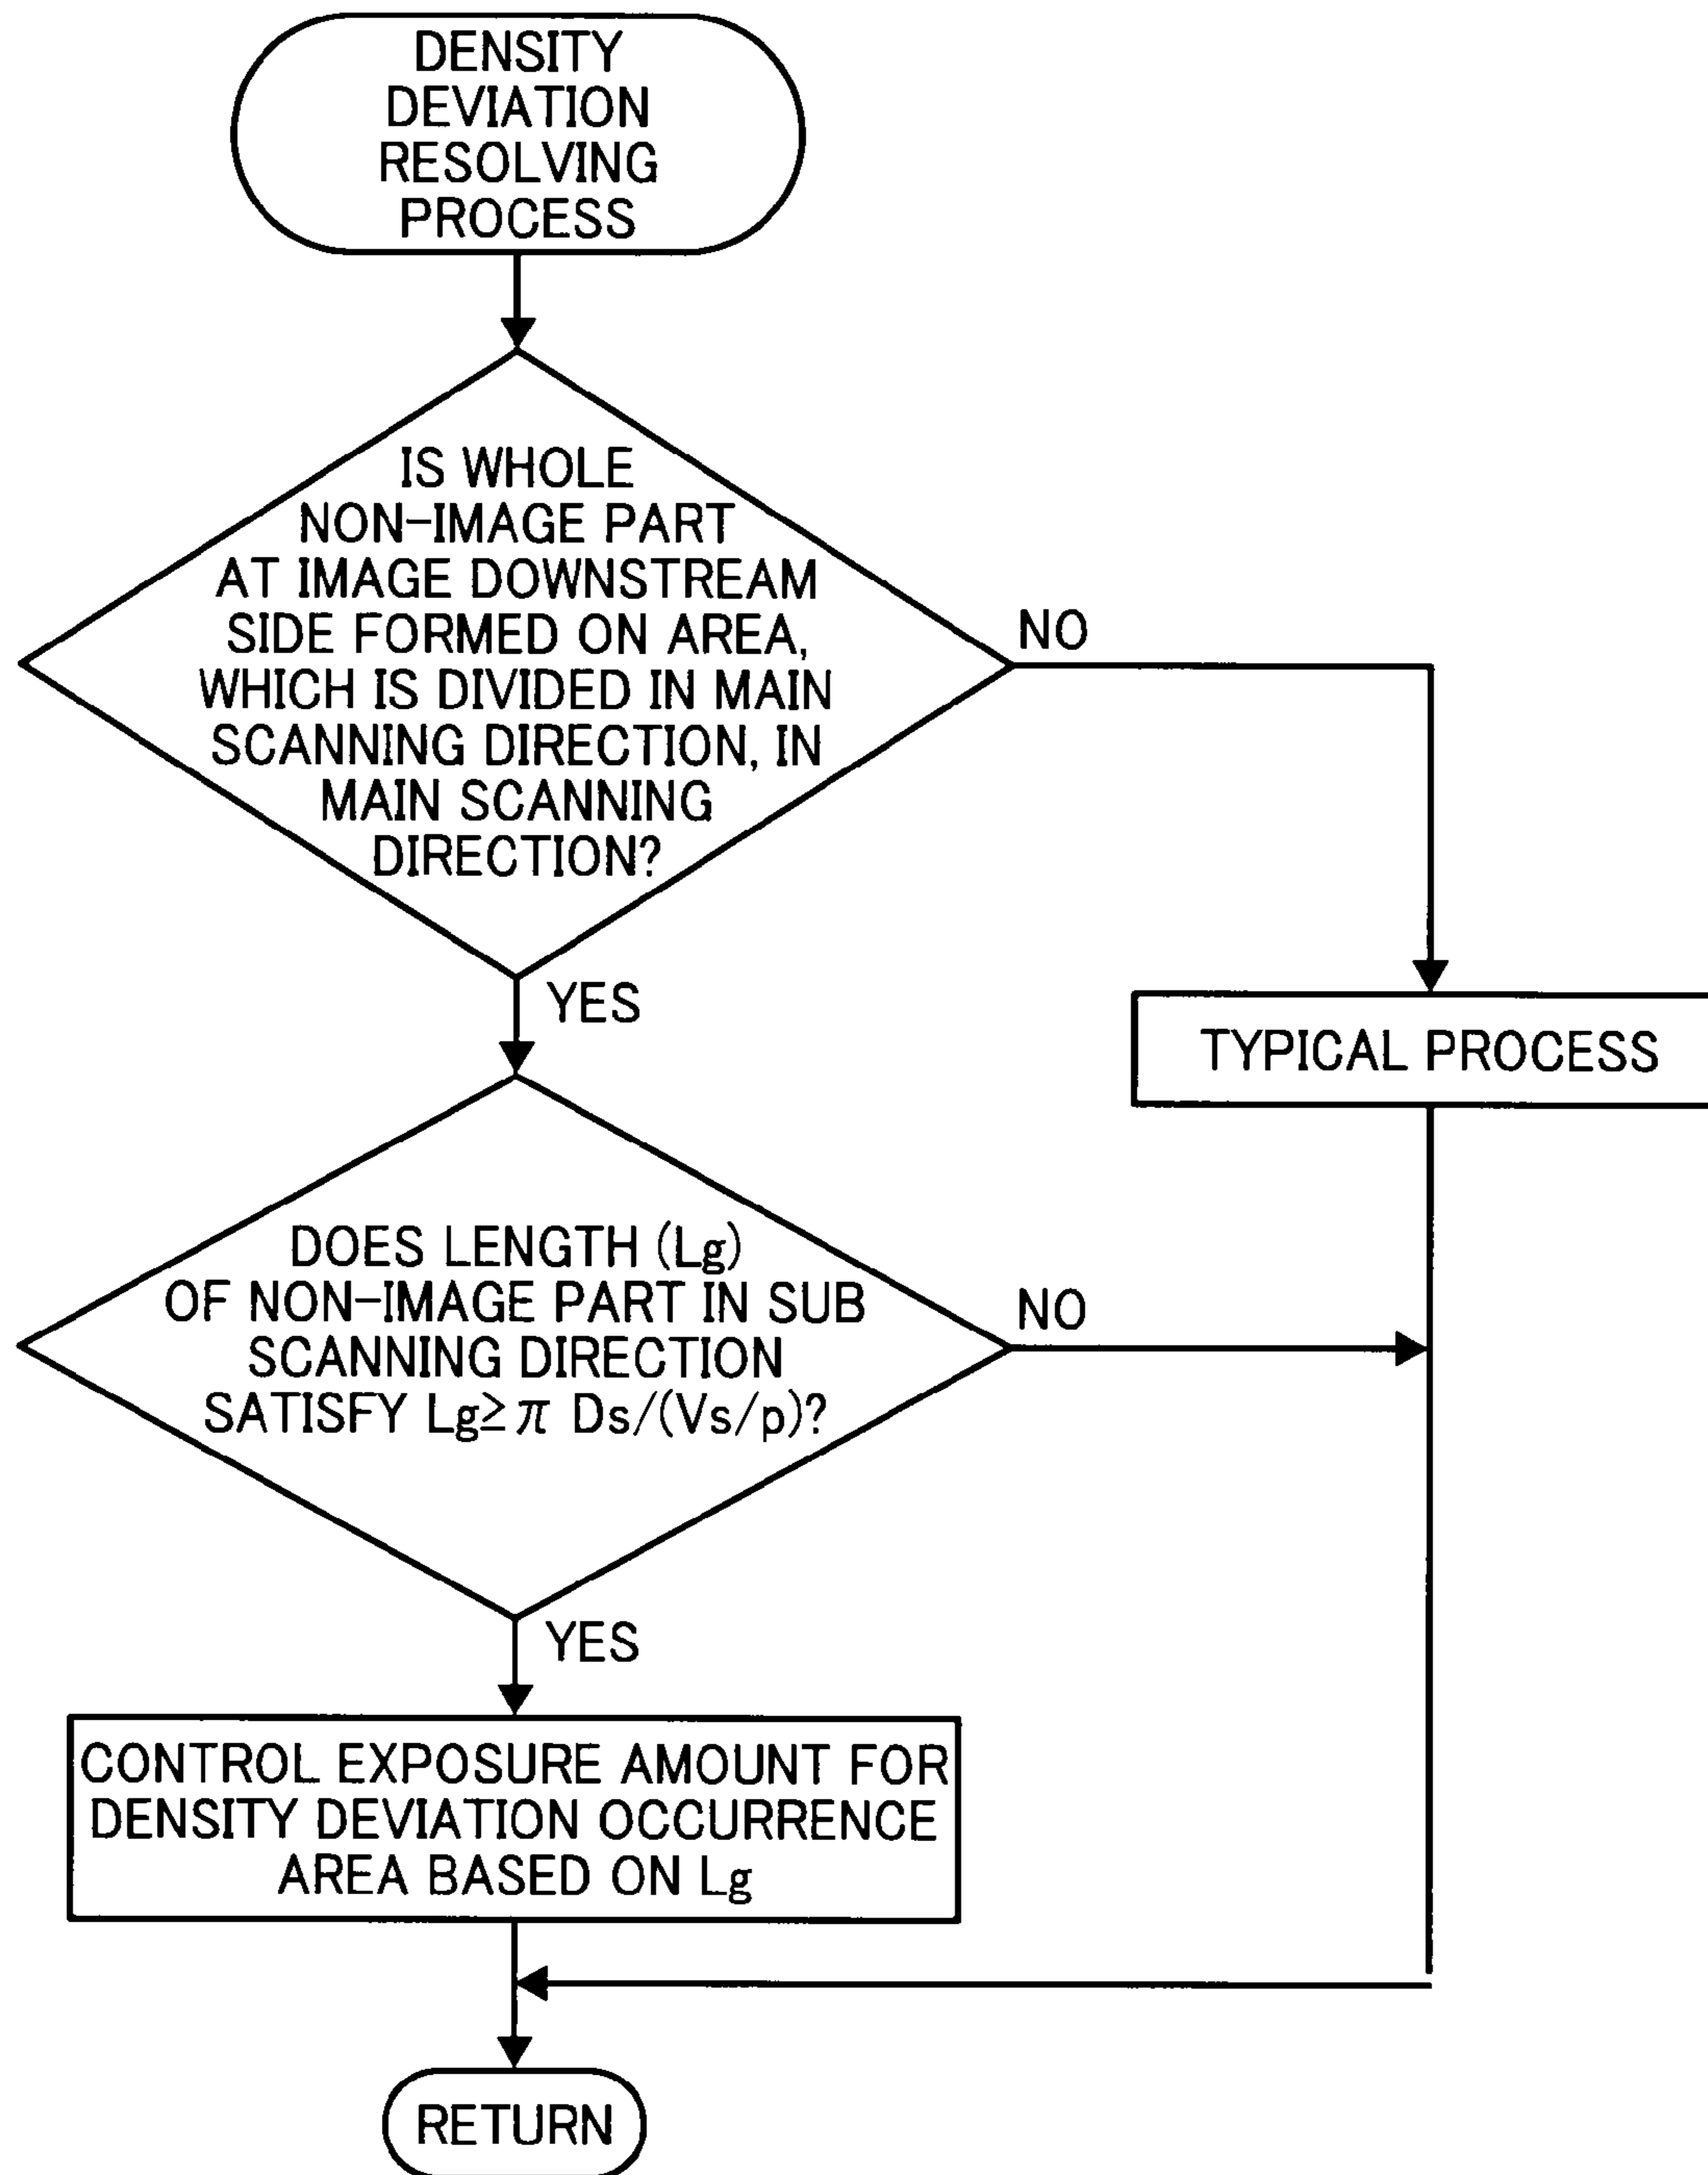 DENSITY
DEVIATION
RESOLVING
PROCESS
IS WHOLE
NON-IMAGE PART
AT IMAGE DOWNSTREAM
SIDE FORMED ON AREA,
WHICH IS DIVIDED IN MAIN
SCANNING DIRECTION, IN
MAIN SCANNING
DIRECTION?
NO
YES
TYPICAL PROCESS
DOES LENGTH (Lg)
OF NON-IMAGE PART IN SUB
SCANNING DIRECTION
SATISFY Lg≥π Ds/(Vs/p)?
NO
YES
CONTROL EXPOSURE AMOUNT FOR
DENSITY DEVIATION OCCURRENCE
AREA BASED ON Lg
RETURN